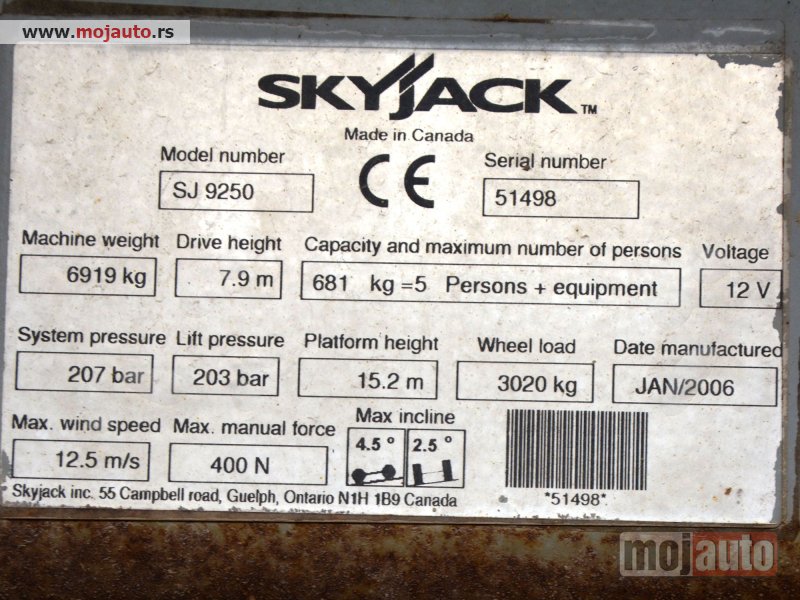 www.mojauto.rs
SKYJACK™
Made in Canada
Model number
SJ 9250
CE
Serial number
51498
Machine weight
6919 kg
Drive height
7.9 m
Capacity and maximum number of persons
681 kg =5 Persons + equipment
Voltage
12 V
System pressure
207 bar
Lift pressure
203 bar
Platform height
15.2 m
Wheel load
3020 kg
Date manufactured
JAN/2006
Max. wind speed
12.5 m/s
Max. manual force
400 N
Max incline
4.5 °
2.5 °
*51498*
Skyjack inc. 55 Campbell road, Guelph, Ontario N1H 1B9 Canada
mojauto